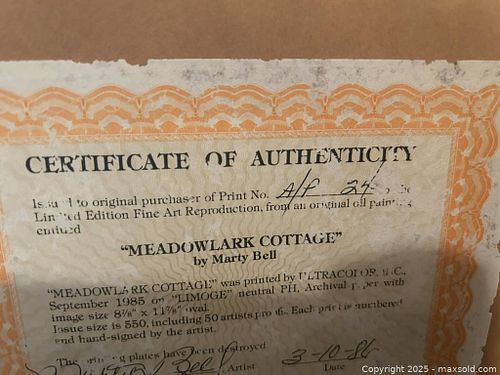 CERTIFICATE OF AUTHENTICITY
Issued to original purchaser of Print No. A/P 24
Limited Edition Fine Art Reproduction, from an original oil painting
entitled
"MEADOWLARK COTTAGE"
by Marty Bell
"MEADOWLARK COTTAGE" was printed by ULTRACOLOR, INC.,
September 1985 on "LIMOGE" neutral PH, Archival paper with
image size 8⅞" x 11⅞" oval.
Issue size is 550, including 50 artists proofs. Each print is numbered
and hand-signed by the artist.
The printing plates have been destroyed
Bell Artist 3-10-86 Date
Copyright 2025 - maxsold.com